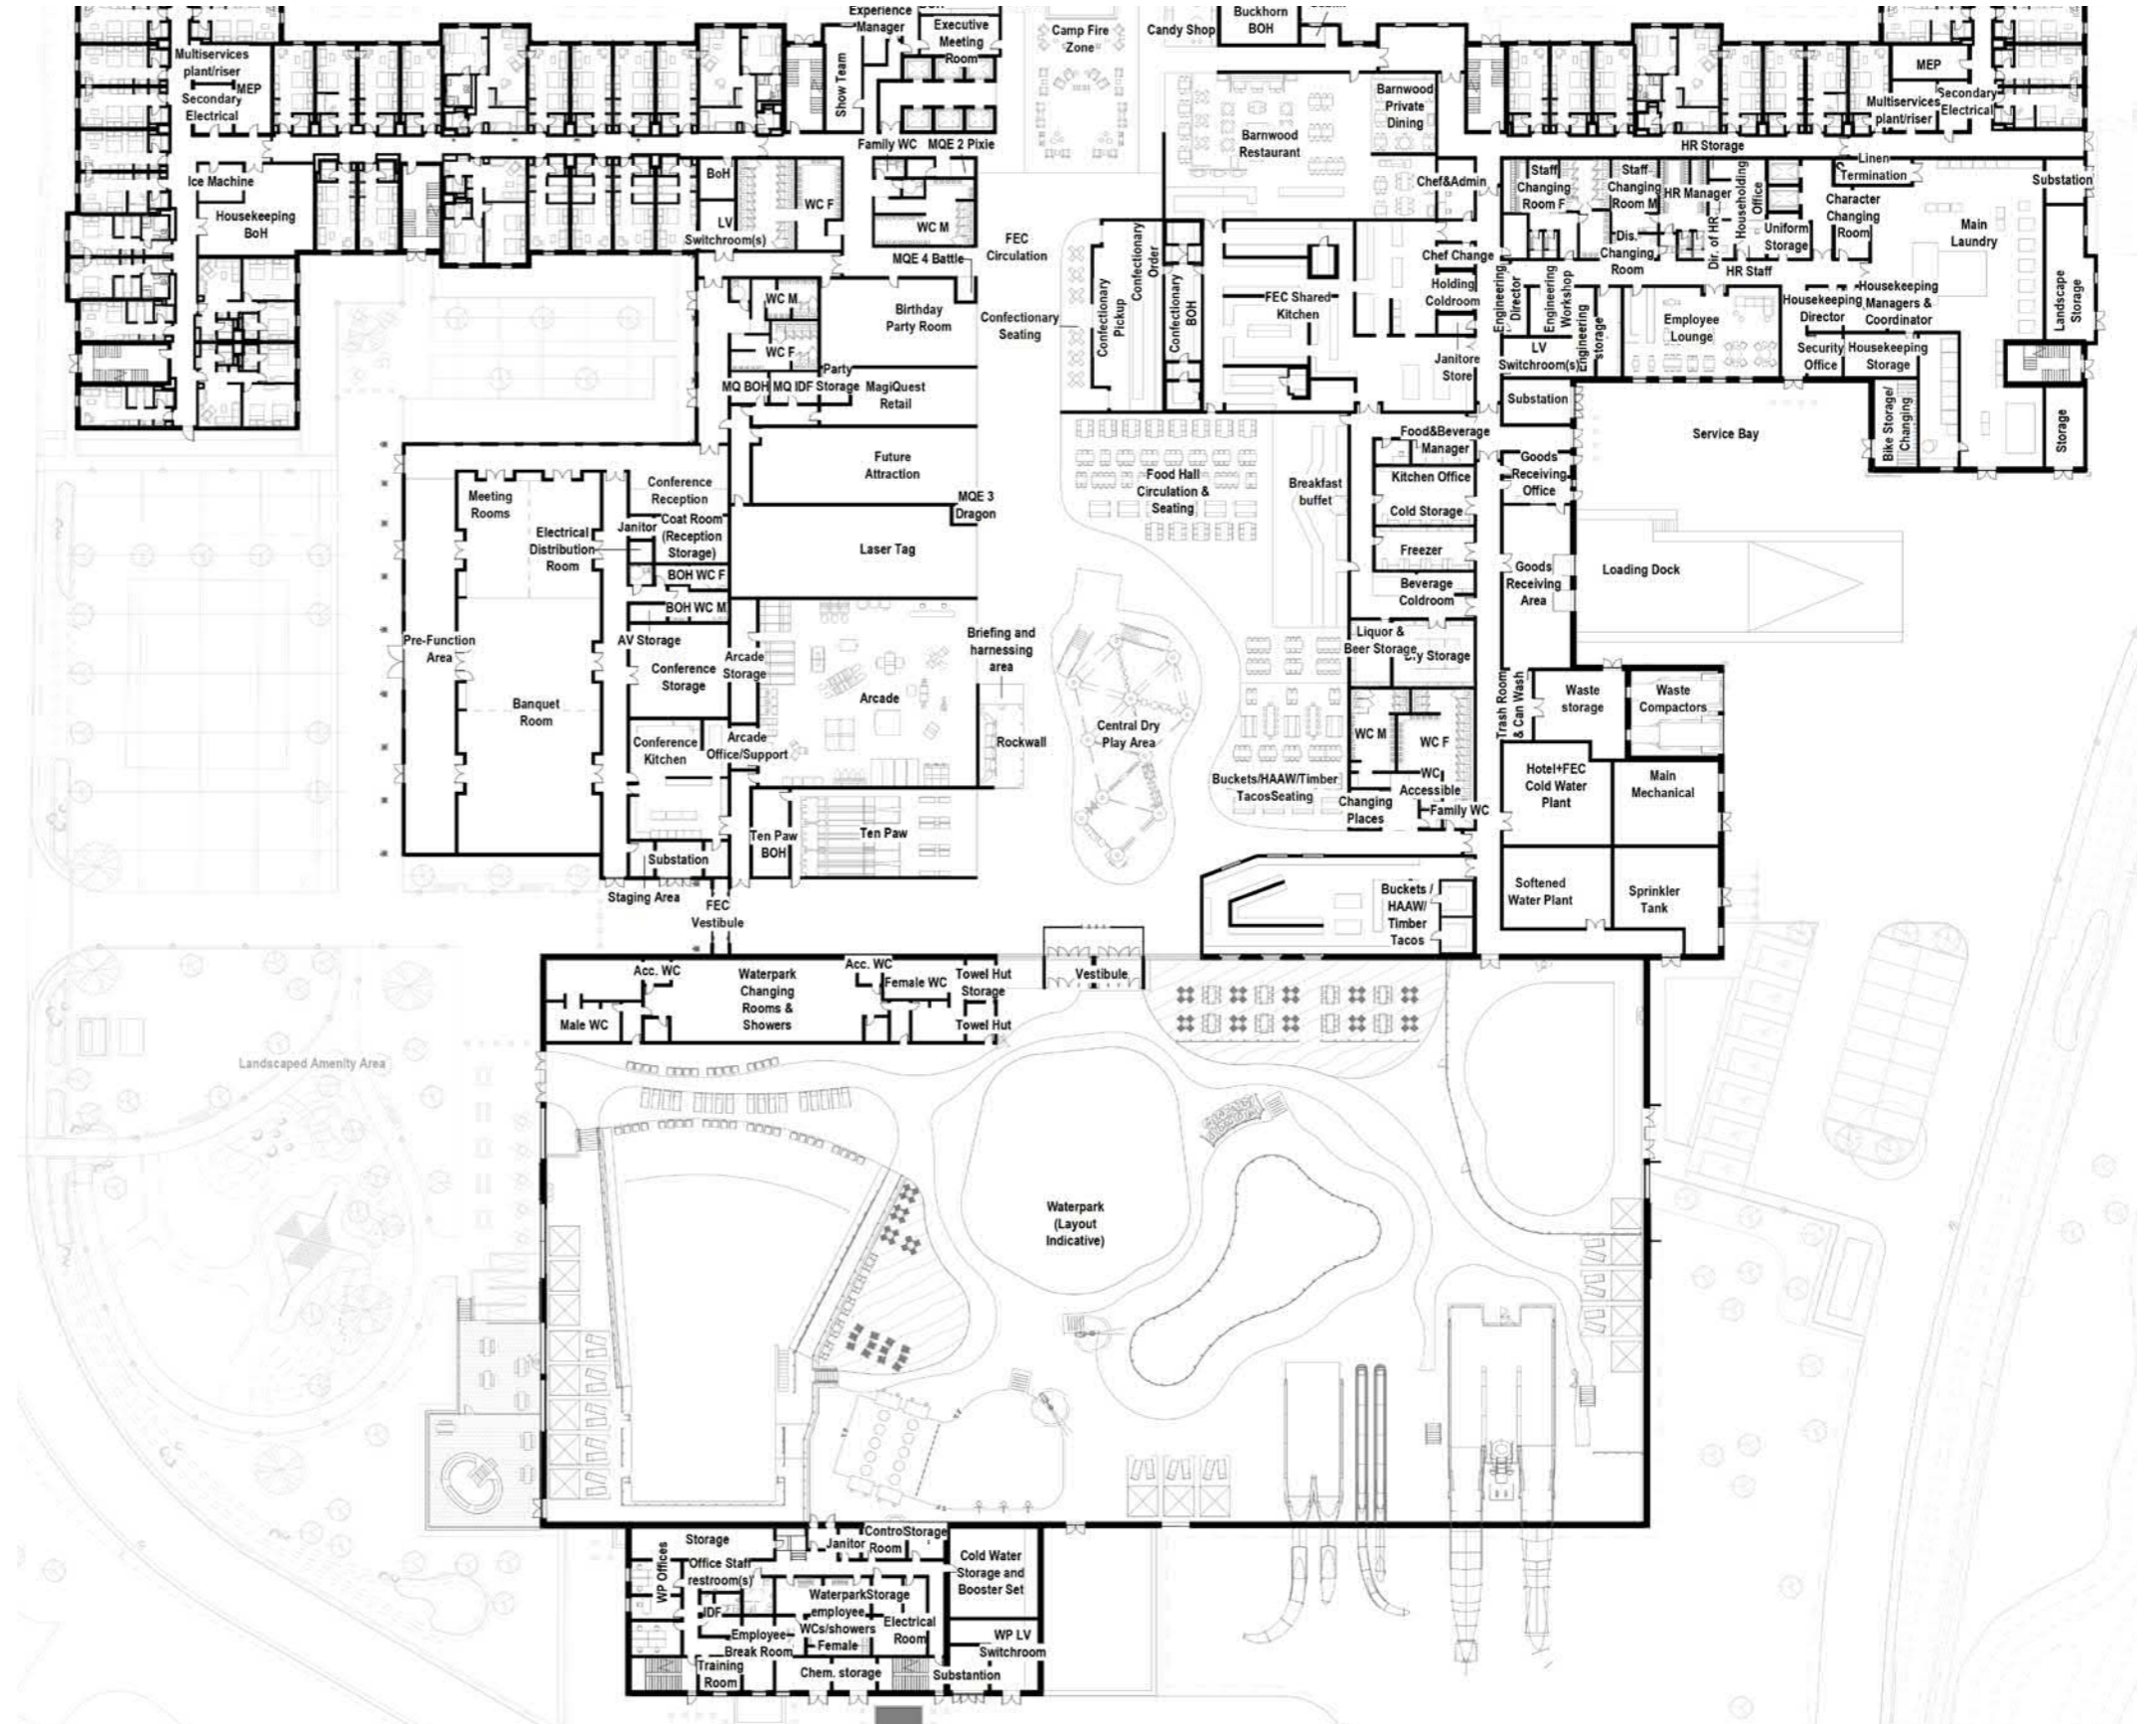 Experience
Manager
Executive
Meeting
Room
Show Team
Camp Fire
Zone
Candy Shop
Buckhorn
BOH
Multiservices
plant/riser
MEP
Secondary
Electrical
Family WC
MQE 2 Pixie
Barnwood
Restaurant
Barnwood
Private
Dining
MEP
Multiservices
plant/riser
Secondary
Electrical
HR Storage
Ice Machine
Housekeeping
BoH
BoH
LV
Switchroom(s)
WC F
WC M
MQE 4 Battle
FEC
Circulation
Confectionary
Seating
Confectionary
Pickup
Confectionary
Order
Confectionary
BOH
FEC Shared
Kitchen
Chef&Admin
Chef Change
Holding
Coldroom
Janitore
Store
Staff
Changing
Room F
Staff
Changing
Room M
HR Manager
Dis.
Changing
Room
Dir. of HR
Householding
Office
HR Staff
Uniform
Storage
Linen
Termination
Character
Changing
Room
Main
Laundry
Substation
Landscape
Storage
Engineering
Director
Engineering
Workshop
Engineering
storage
LV
Switchroom(s)
Employee
Lounge
Housekeeping
Director
Housekeeping
Managers &
Coordinator
Security
Office
Housekeeping
Storage
Bike Storage/
Changing
Storage
Substation
Service Bay
WC M
WC F
Birthday
Party Room
Party
Storage
MQ BOH
MQ IDF
MagiQuest
Retail
Future
Attraction
MQE 3
Dragon
Laser Tag
Meeting
Rooms
Electrical
Distribution
Room
Conference
Reception
Janitor
Coat Room
(Reception
Storage)
BOH WC F
BOH WC M
AV Storage
Conference
Storage
Pre-Function
Area
Banquet
Room
Conference
Kitchen
Substation
Staging Area
FEC
Vestibule
Arcade
Storage
Arcade
Arcade
Office/Support
Ten Paw
BOH
Ten Paw
Briefing and
harnessing
area
Rockwall
Central Dry
Play Area
Food Hall
Circulation &
Seating
Breakfast
buffet
Food&Beverage
Manager
Kitchen Office
Cold Storage
Freezer
Beverage
Coldroom
Liquor &
Beer Storage
Dry Storage
Goods
Receiving
Office
Goods
Receiving
Area
Loading Dock
Trash Room
& Can Wash
Waste
storage
Waste
Compactors
WC M
WC F
WC
Accessible
Changing
Places
Family WC
Buckets/HAAW/Timber
TacosSeating
Hotel+FEC
Cold Water
Plant
Main
Mechanical
Softened
Water Plant
Sprinkler
Tank
Buckets /
HAAW/
Timber
Tacos
Acc. WC
Male WC
Waterpark
Changing
Rooms &
Showers
Acc. WC
Female WC
Towel Hut
Storage
Towel Hut
Vestibule
Landscaped Amenity Area
Waterpark
(Layout
Indicative)
Storage
WP Offices
Office Staff
restroom(s)
IDF
Employee
Break Room
Training
Room
Janitor
Contro
Room
Storage
Waterpark
employee
WCs/showers
Female
Storage
Electrical
Room
Chem. storage
Cold Water
Storage and
Booster Set
WP LV
Switchroom
Substantion